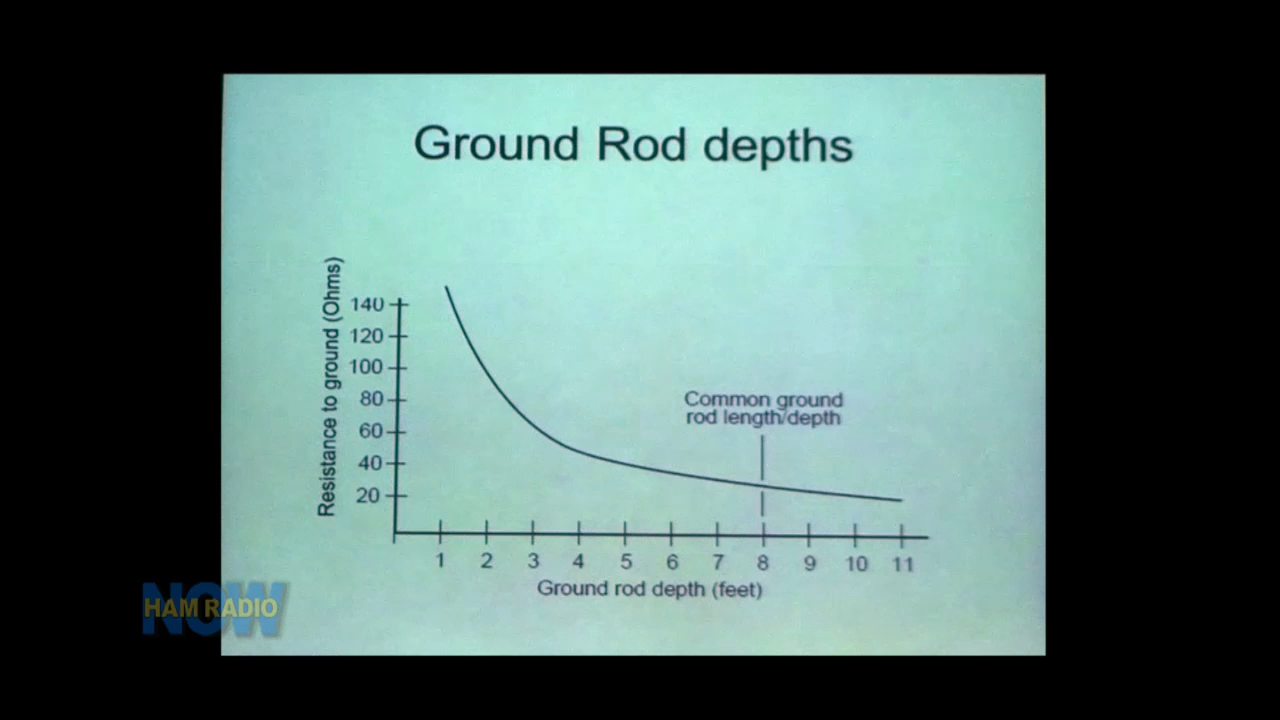 Ground Rod depths
Resistance to ground (Ohms)
140
120
100
80
60
40
20
Common ground
rod length/depth
1 2 3 4 5 6 7 8 9 10 11
Ground rod depth (feet)
NOW
HAM RADIO